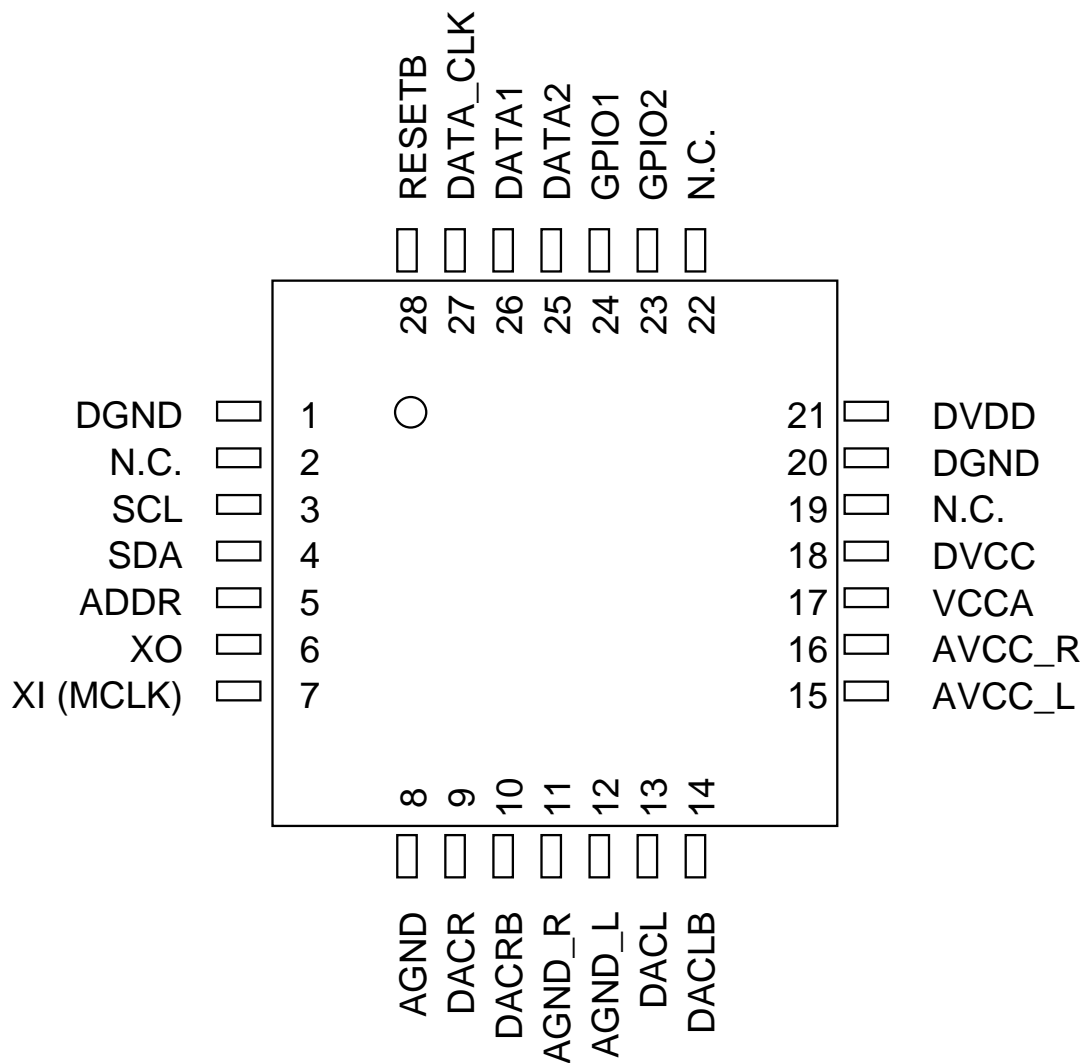 RESETB
DATA_CLK
DATA1
DATA2
GPIO1
GPIO2
N.C.
28
27
26
25
24
23
22
DGND 1
N.C. 2
SCL 3
SDA 4
ADDR 5
XO 6
XI (MCLK) 7
21 DVDD
20 DGND
19 N.C.
18 DVCC
17 VCCA
16 AVCC_R
15 AVCC_L
8
9
10
11
12
13
14
AGND
DACR
DACRB
AGND_R
AGND_L
DACL
DACLB